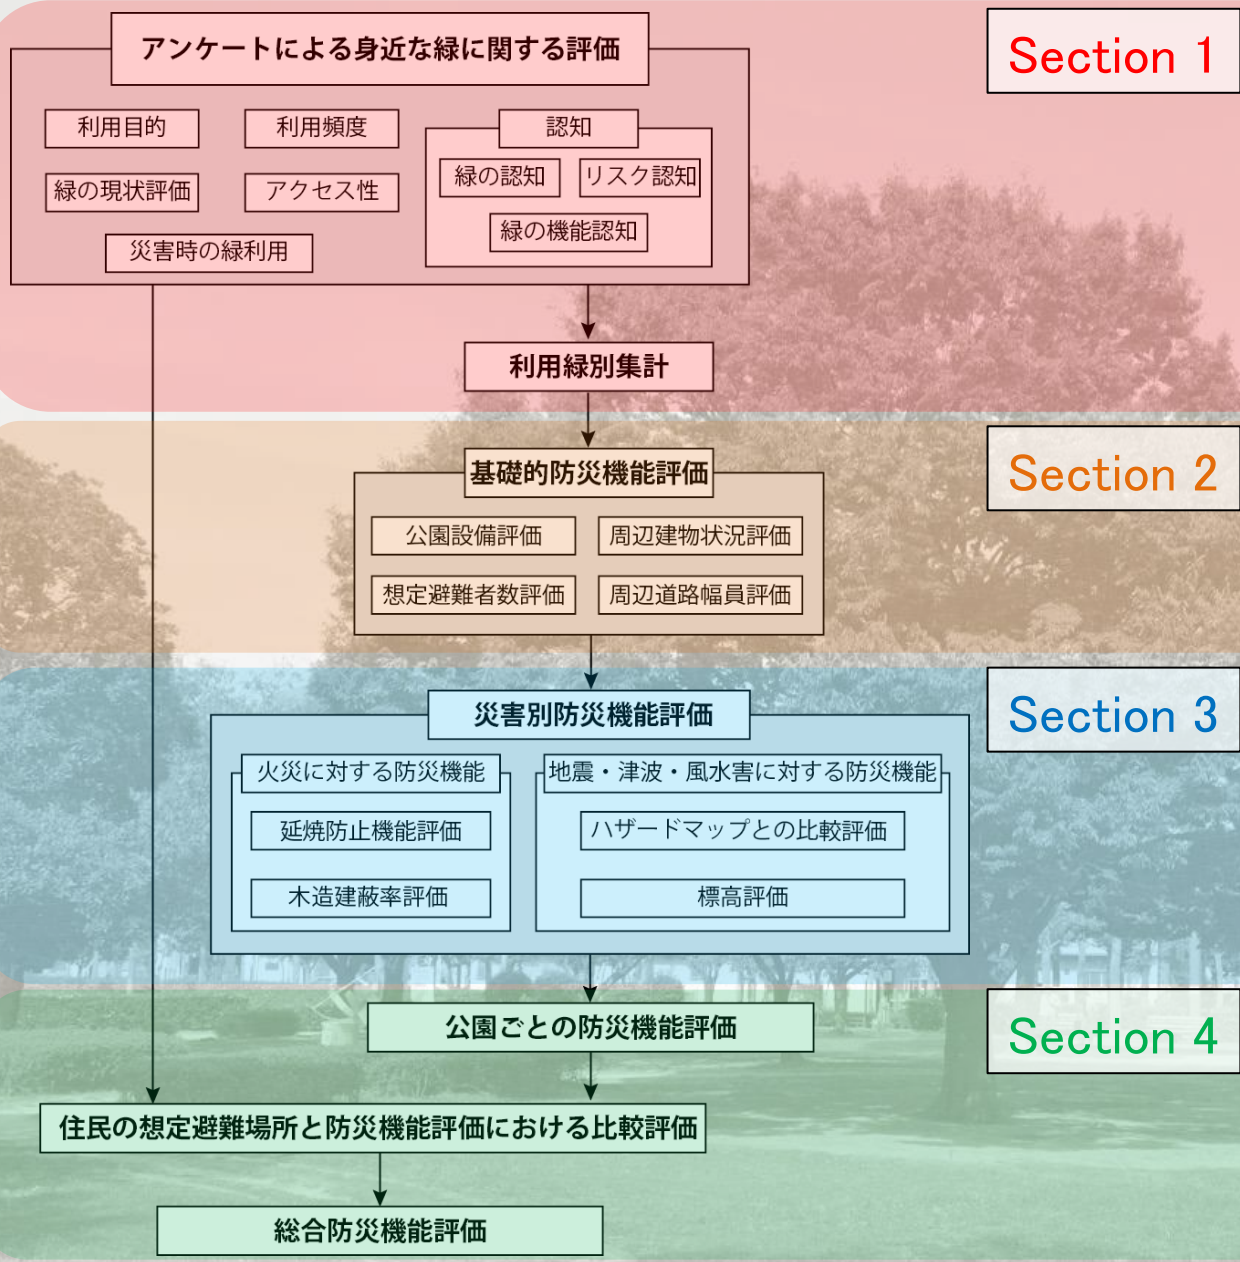 アンケートによる身近な緑に関する評価
Section 1
利用目的
利用頻度
認知
緑の現状評価
アクセス性
緑の認知
リスク認知
緑の機能認知
災害時の緑利用
利用緑別集計
Section 2
基礎的防災機能評価
公園設備評価
周辺建物状況評価
想定避難者数評価
周辺道路幅員評価
Section 3
災害別防災機能評価
火災に対する防災機能
地震・津波・風水害に対する防災機能
延焼防止機能評価
ハザードマップとの比較評価
木造建蔽率評価
標高評価
Section 4
公園ごとの防災機能評価
住民の想定避難場所と防災機能評価における比較評価
総合防災機能評価